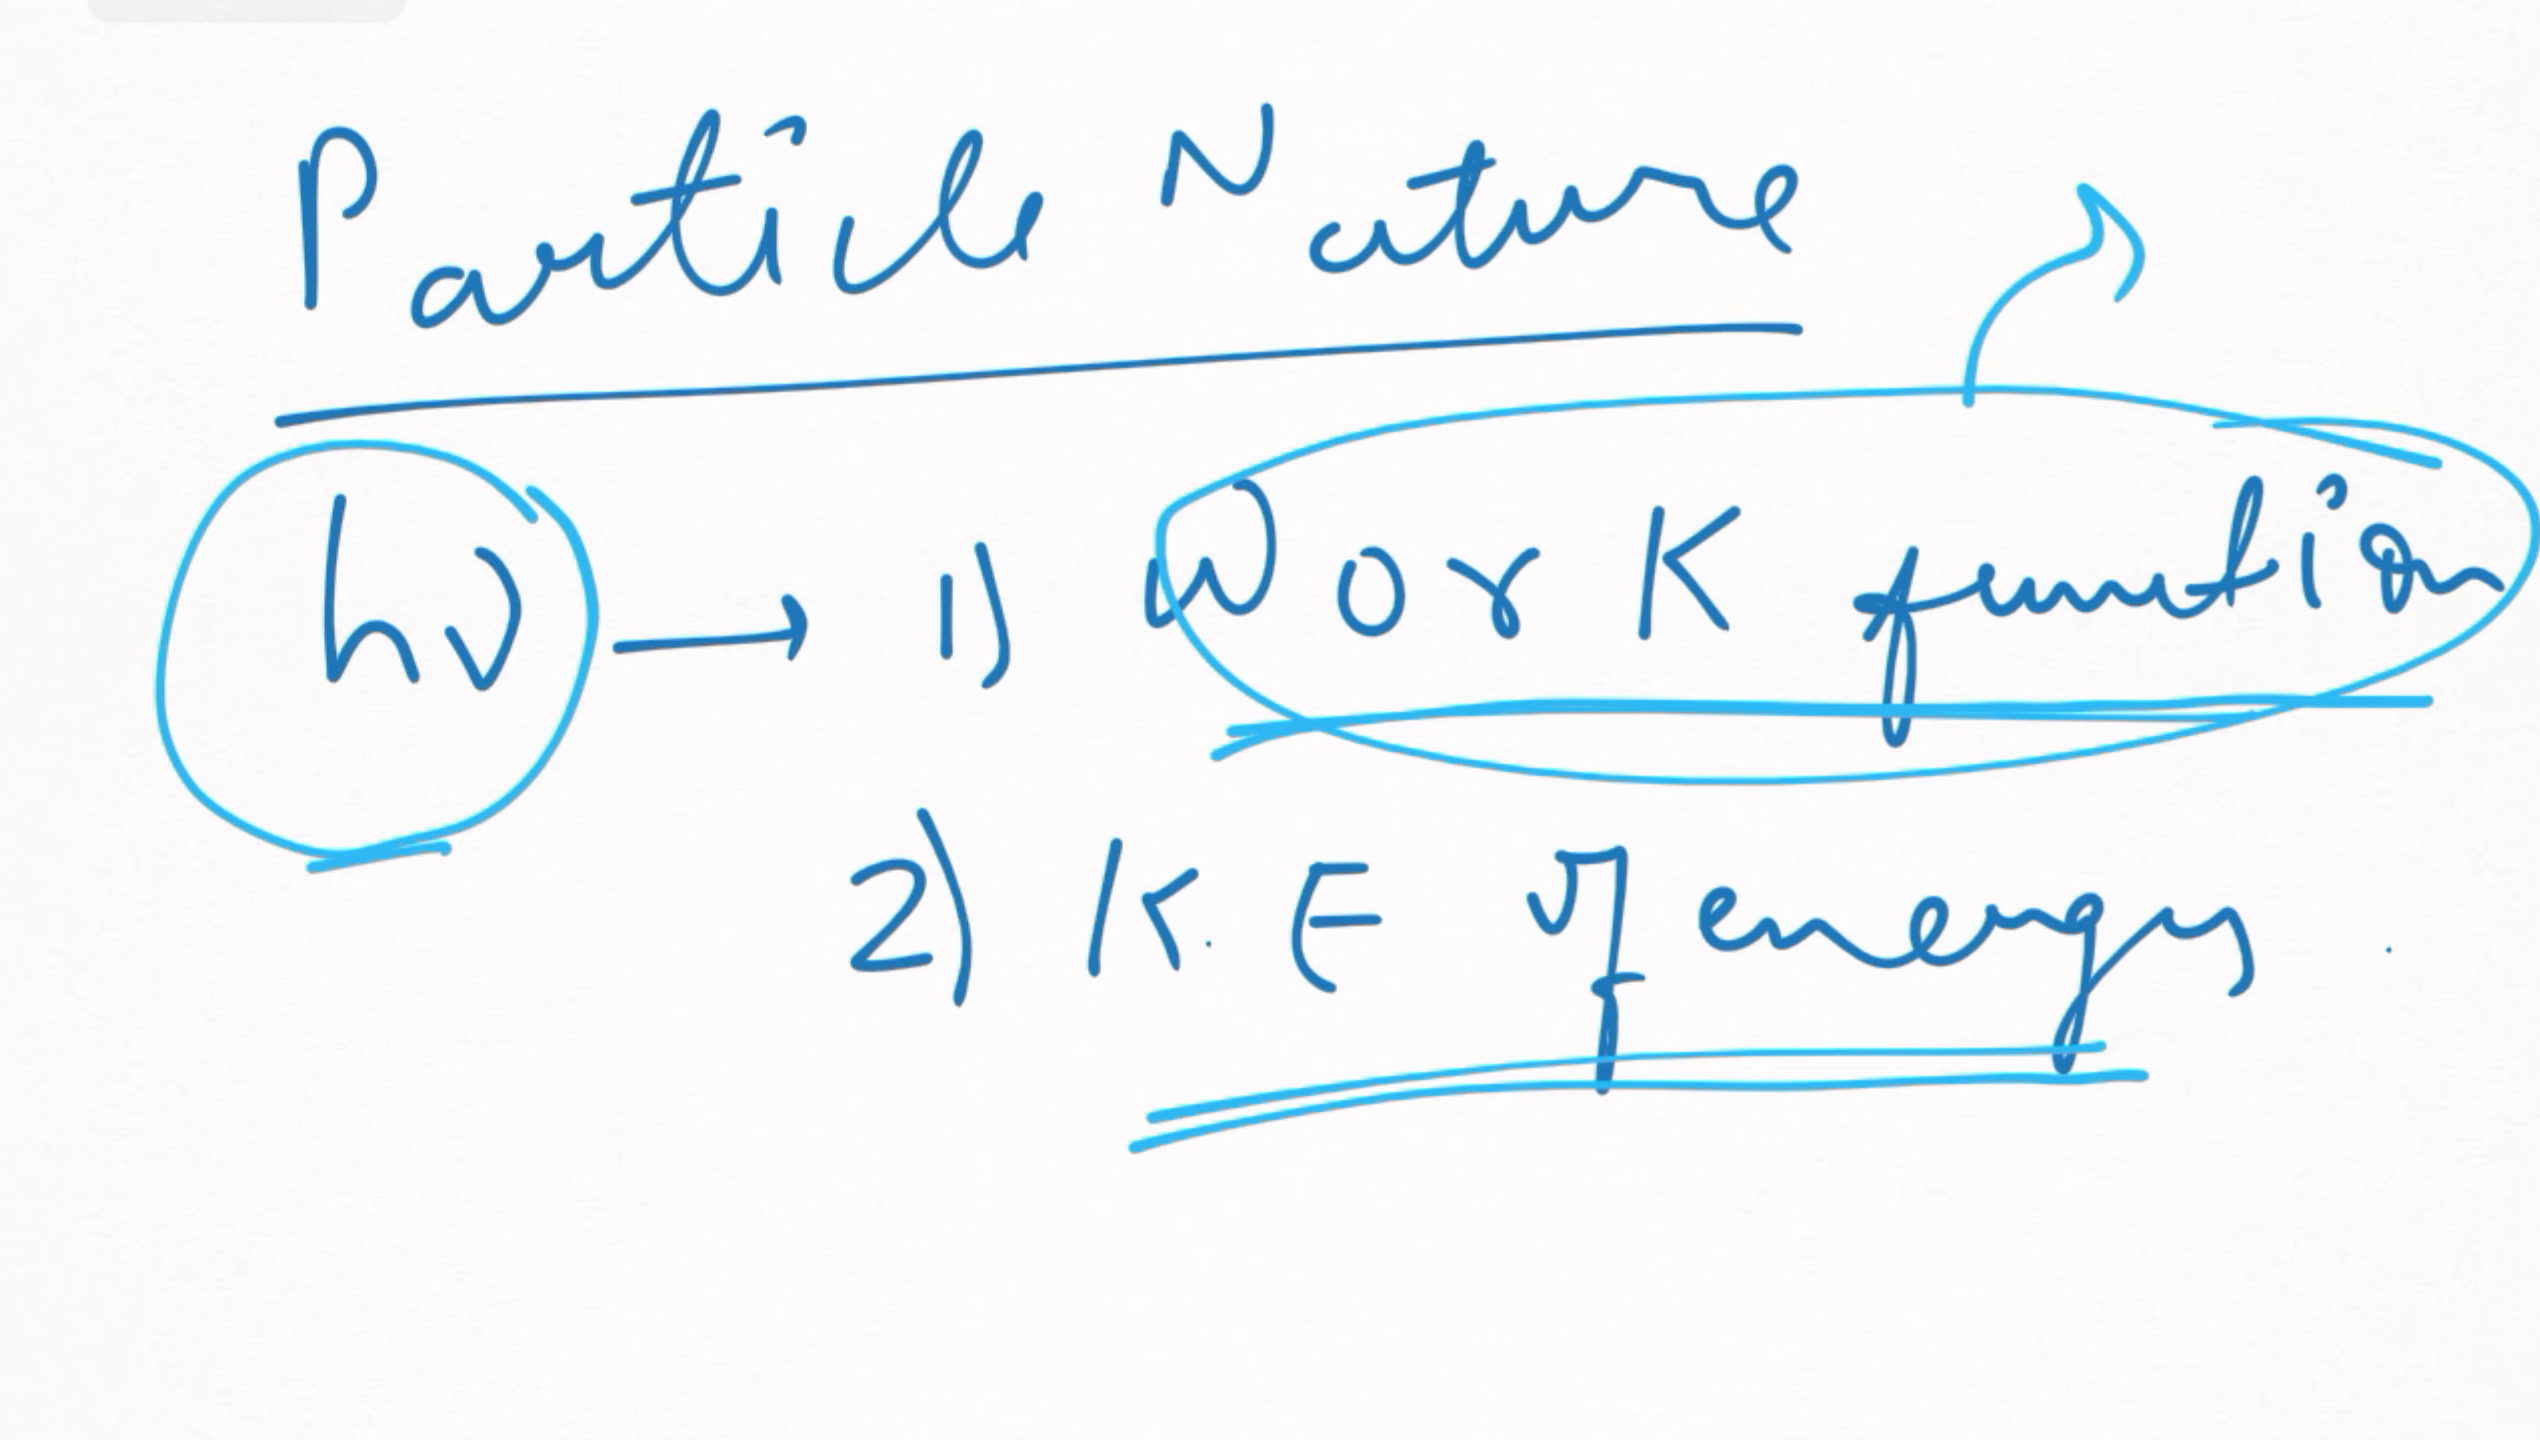 Particle Nature
hν → 1) Work function
2) K.E of energy